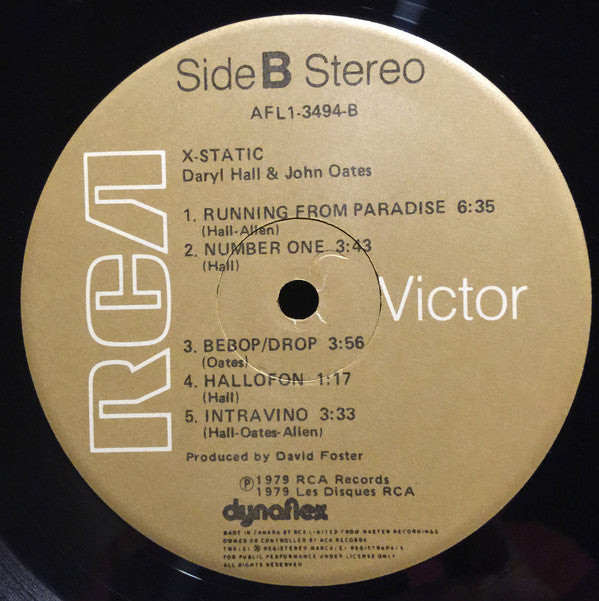 Side B Stereo
AFL1-3494-B
X-STATIC
Daryl Hall & John Oates
1. RUNNING FROM PARADISE 6:35
(Hall-Allen)
2. NUMBER ONE 3:43
(Hall)
RCA
Victor
3. BEBOP/DROP 3:56
(Oates)
4. HALLOFON 1:17
(Hall)
5. INTRAVINO 3:33
(Hall-Oates-Allen)
Produced by David Foster
℗ 1979 RCA Records
1979 Les Disques RCA
dynaflex
MADE IN CANADA BY RCA LIMITED FROM MASTER RECORDINGS
OWNED OR CONTROLLED BY RCA RECORDS
TMK(S) ® REGISTERED MARCA(S) REGISTRADA(S)
FOR PUBLIC PERFORMANCE UNDER LICENSE ONLY
ALL RIGHTS RESERVED